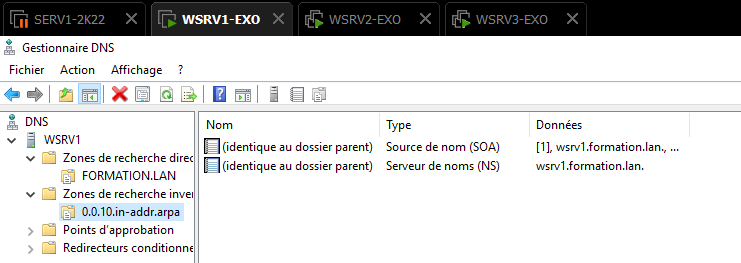 SERV1-2K22 WSRV1-EXO WSRV2-EXO WSRV3-EXO
Gestionnaire DNS
Fichier Action Affichage ?
DNS
WSRV1
Zones de recherche direc
FORMATION.LAN
Zones de recherche inver
0.0.10.in-addr.arpa
Points d’approbation
Redirecteurs conditionne
Nom Type Données
(identique au dossier parent) Source de nom (SOA) [1], wsrv1.formation.lan., ...
(identique au dossier parent) Serveur de noms (NS) wsrv1.formation.lan.